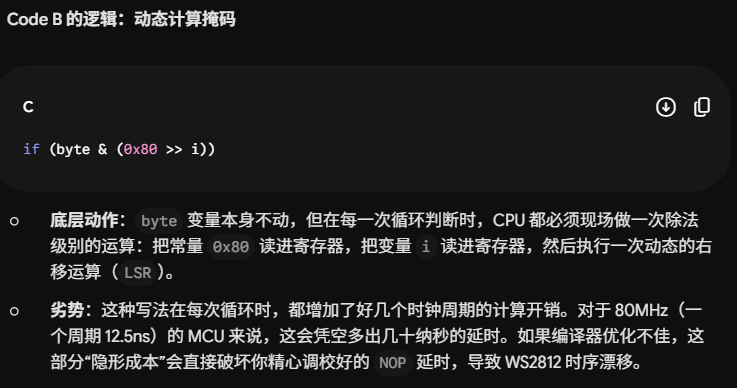 Code B 的逻辑：动态计算掩码
C
if (byte & (0x80 >> i))
底层动作： byte 变量本身不动，但在每一次循环判断时，CPU 都必须现场做一次除法
级别的运算：把常量 0x80 读进寄存器，把变量 i 读进寄存器，然后执行一次动态的右
移运算（ LSR ）。
劣势：这种写法在每次循环时，都增加了好几个时钟周期的计算开销。对于 80MHz（一
个周期 12.5ns）的 MCU 来说，这会凭空多出几十纳秒的延时。如果编译器优化不佳，这
部分“隐形成本”会直接破坏你精心调校好的 NOP 延时，导致 WS2812 时序漂移。